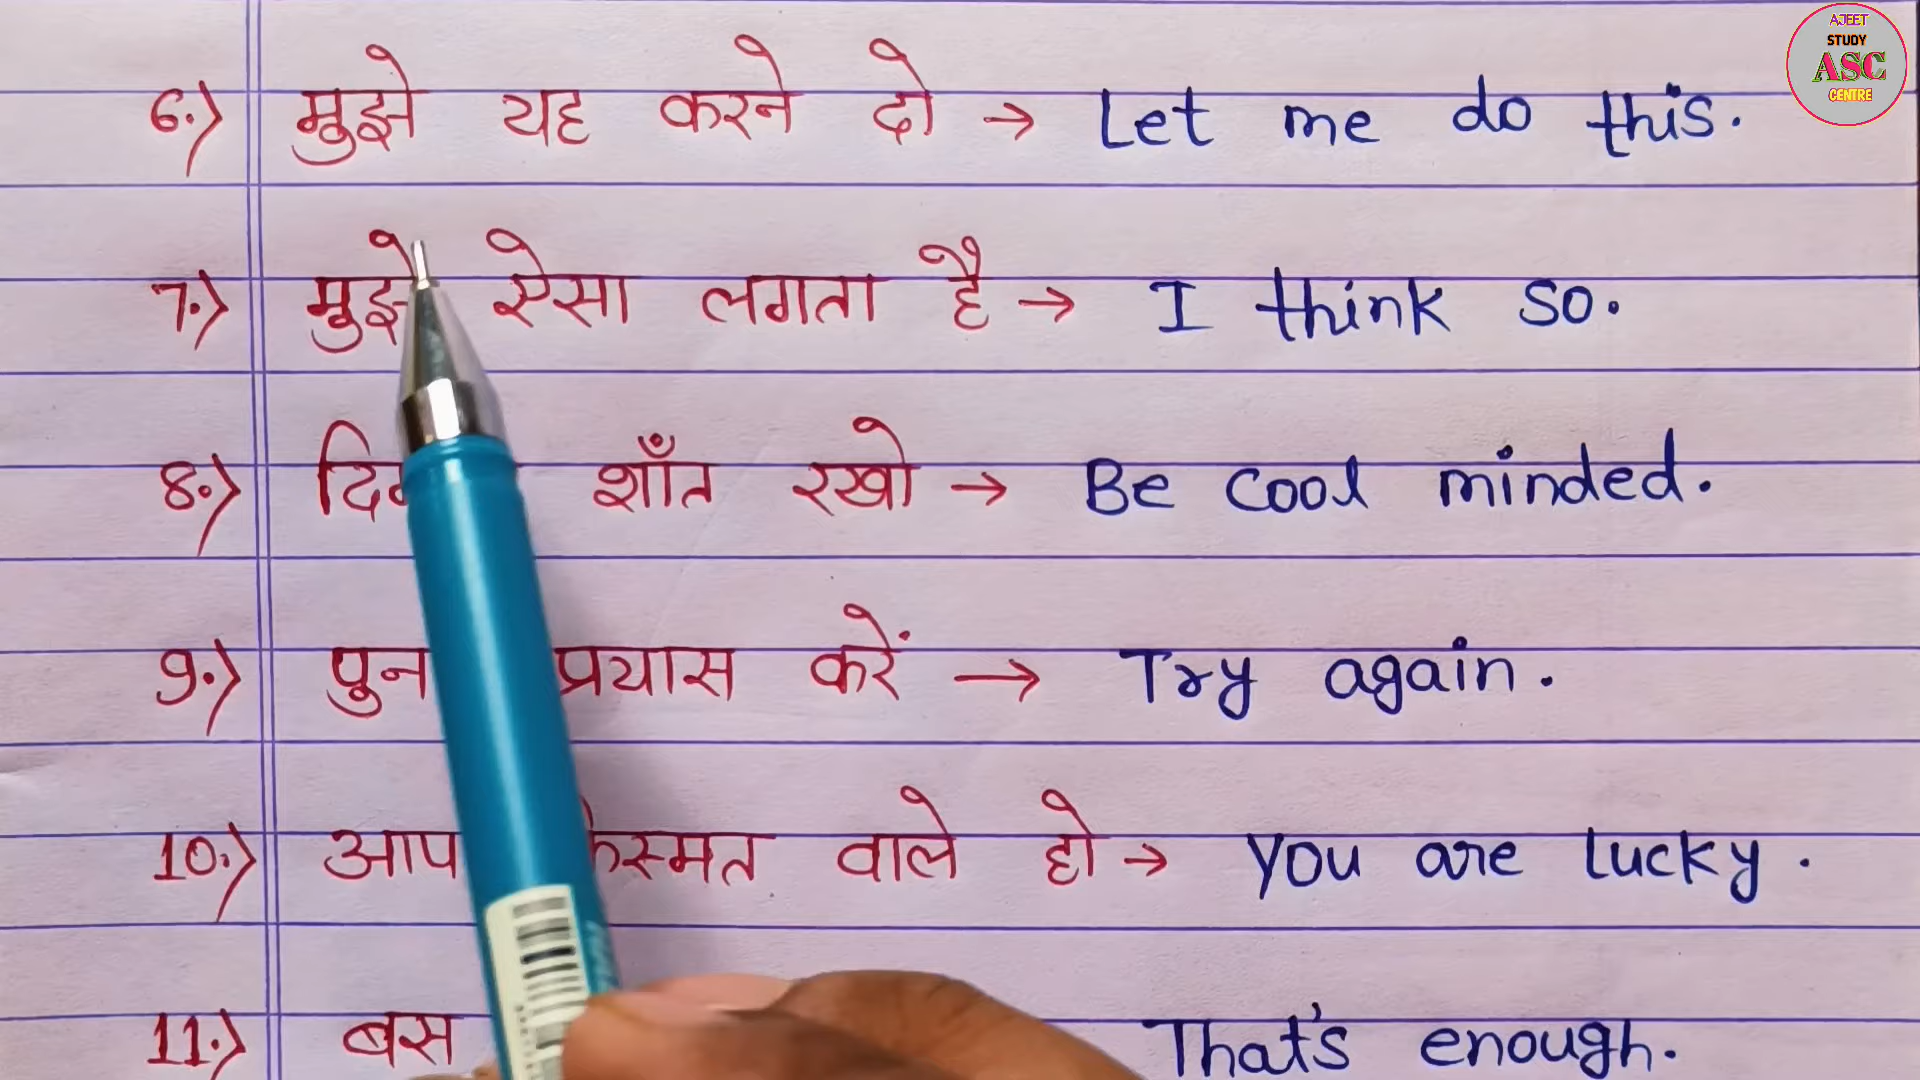 AJEET
STUDY
ASC
CENTRE
6.) मुझे यह करने दो → Let me do this.
7.) मुझे ऐसा लगता है → I think so.
8.) शाँत रखो → Be cool minded.
9.) प्रयास करें → Try again.
10.) आप वाले हो → You are lucky.
11.) बस That's enough.